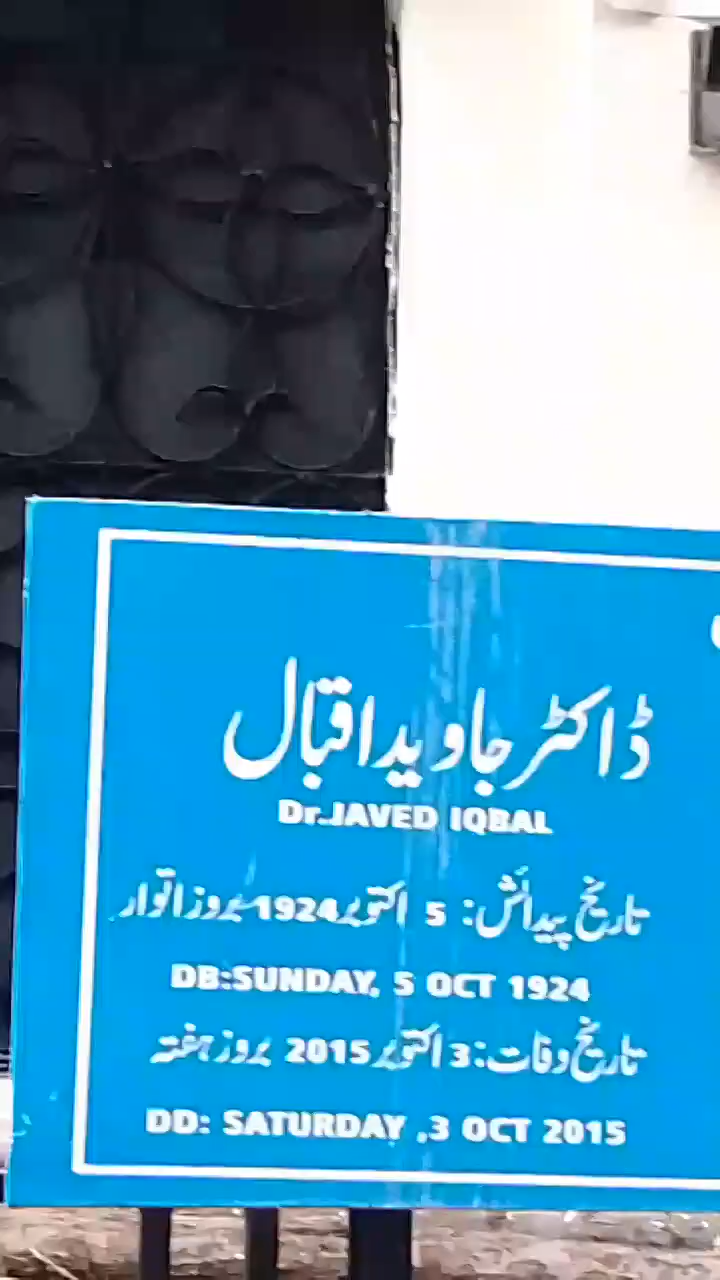 ڈاکٹر جاوید اقبال
Dr.JAVED IQBAL
تاریخ پیدائش: 5 اکتوبر 1924 بروز اتوار
DB:SUNDAY, 5 OCT 1924
تاریخ وفات: 3 اکتوبر 2015 بروز ہفتہ
DD: SATURDAY ,3 OCT 2015